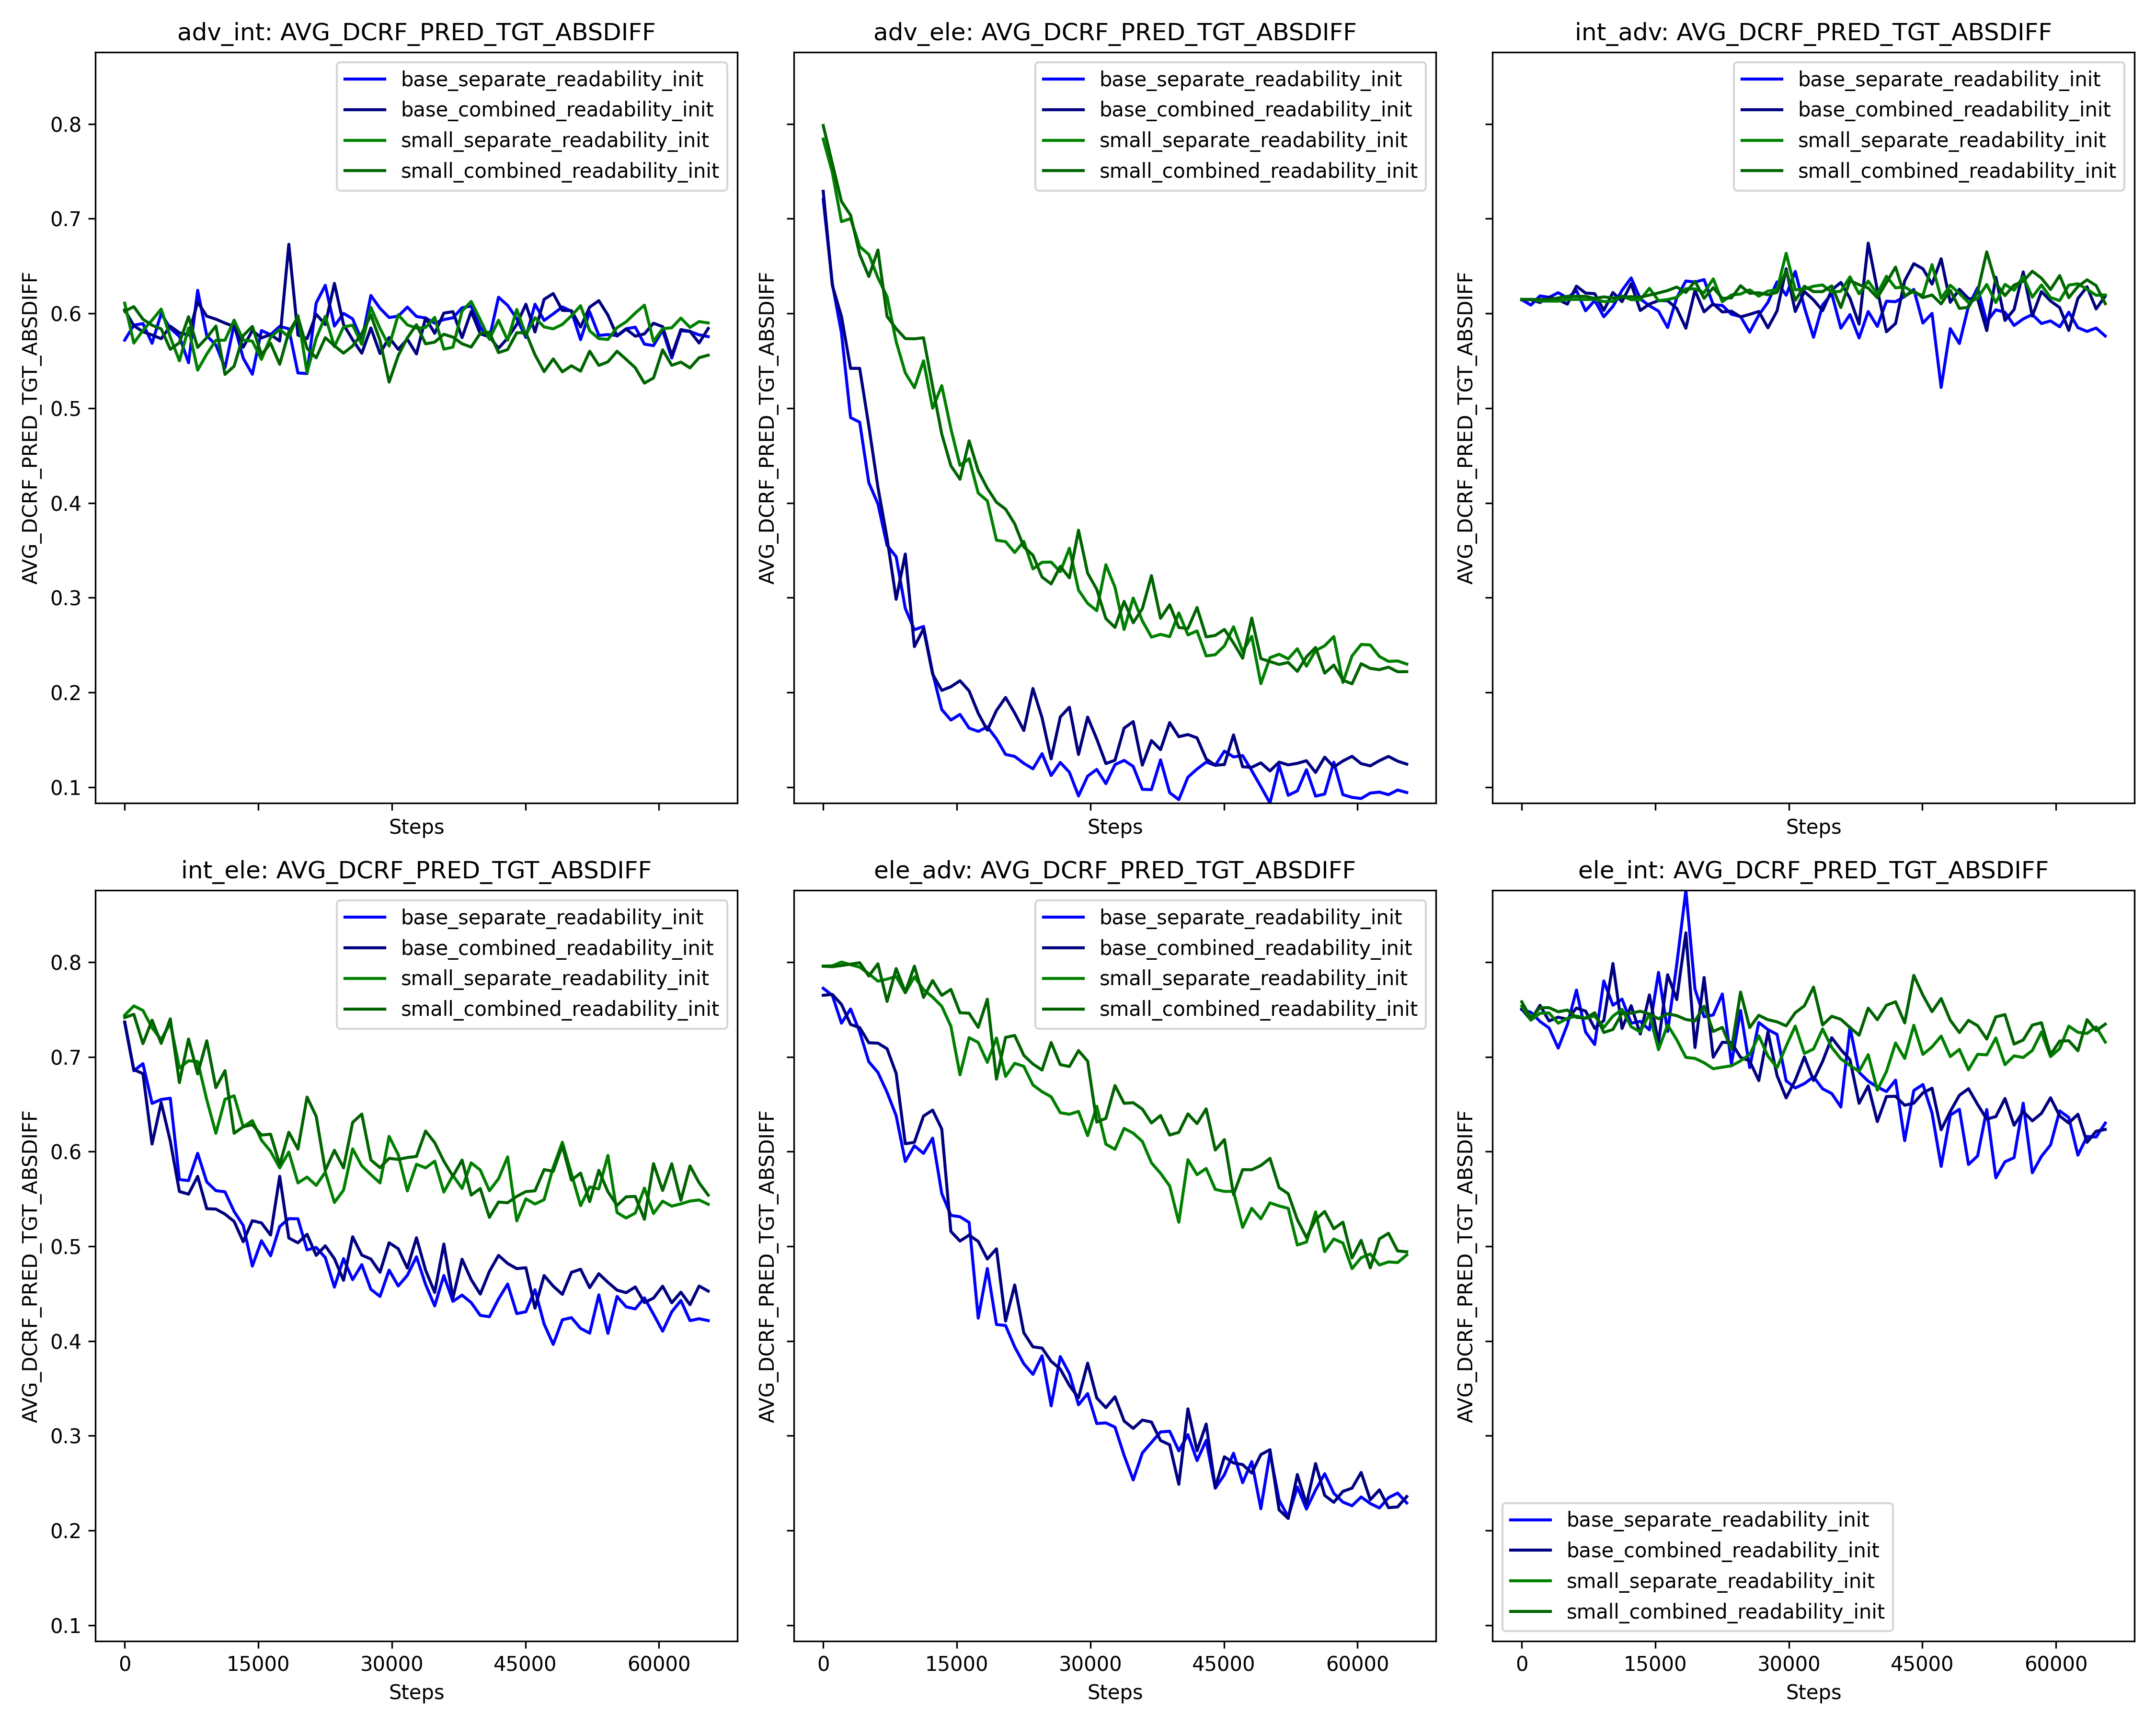 adv_int: AVG_DCRF_PRED_TGT_ABSDIFF
AVG_DCRF_PRED_TGT_ABSDIFF
0.8
0.7
0.6
0.5
0.4
0.3
0.2
0.1
base_separate_readability_init
base_combined_readability_init
small_separate_readability_init
small_combined_readability_init
Steps
adv_ele: AVG_DCRF_PRED_TGT_ABSDIFF
AVG_DCRF_PRED_TGT_ABSDIFF
base_separate_readability_init
base_combined_readability_init
small_separate_readability_init
small_combined_readability_init
Steps
int_adv: AVG_DCRF_PRED_TGT_ABSDIFF
AVG_DCRF_PRED_TGT_ABSDIFF
base_separate_readability_init
base_combined_readability_init
small_separate_readability_init
small_combined_readability_init
Steps
int_ele: AVG_DCRF_PRED_TGT_ABSDIFF
AVG_DCRF_PRED_TGT_ABSDIFF
0.8
0.7
0.6
0.5
0.4
0.3
0.2
0.1
base_separate_readability_init
base_combined_readability_init
small_separate_readability_init
small_combined_readability_init
0 15000 30000 45000 60000
Steps
ele_adv: AVG_DCRF_PRED_TGT_ABSDIFF
AVG_DCRF_PRED_TGT_ABSDIFF
base_separate_readability_init
base_combined_readability_init
small_separate_readability_init
small_combined_readability_init
0 15000 30000 45000 60000
Steps
ele_int: AVG_DCRF_PRED_TGT_ABSDIFF
AVG_DCRF_PRED_TGT_ABSDIFF
base_separate_readability_init
base_combined_readability_init
small_separate_readability_init
small_combined_readability_init
0 15000 30000 45000 60000
Steps